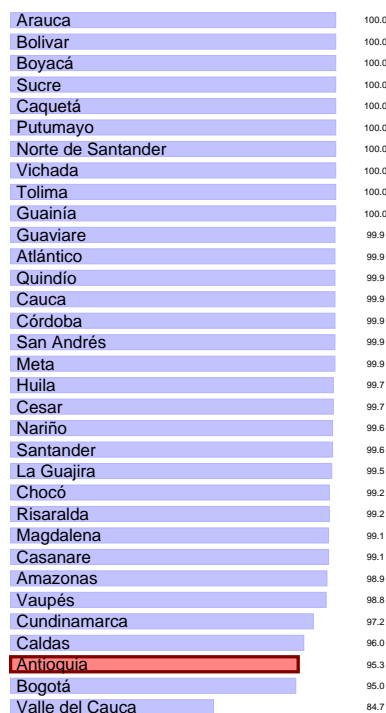 Arauca 100.0
Bolivar 100.0
Boyacá 100.0
Sucre 100.0
Caquetá 100.0
Putumayo 100.0
Norte de Santander 100.0
Vichada 100.0
Tolima 100.0
Guainía 100.0
Guaviare 99.9
Atlántico 99.9
Quindío 99.9
Cauca 99.9
Córdoba 99.9
San Andrés 99.9
Meta 99.9
Huila 99.7
Cesar 99.7
Nariño 99.6
Santander 99.6
La Guajira 99.5
Chocó 99.2
Risaralda 99.2
Magdalena 99.1
Casanare 99.1
Amazonas 98.9
Vaupés 98.8
Cundinamarca 97.2
Caldas 96.0
Antioquia 95.3
Bogotá 95.0
Valle del Cauca 84.7